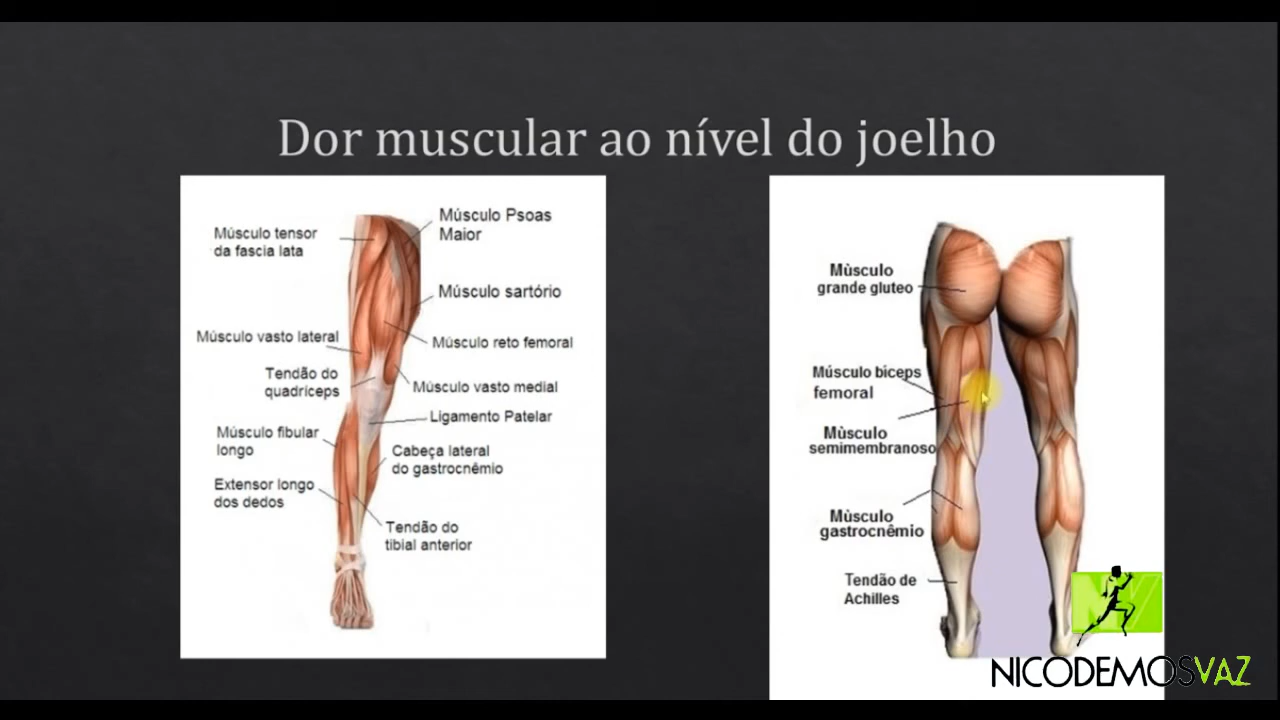 Dor muscular ao nível do joelho
Músculo tensor
da fascia lata
Músculo Psoas
Maior
Músculo sartório
Músculo vasto lateral
Músculo reto femoral
Tendão do
quadríceps
Músculo vasto medial
Ligamento Patelar
Músculo fibular
longo
Cabeça lateral
do gastrocnêmio
Extensor longo
dos dedos
Tendão do
tibial anterior
Mùsculo
grande gluteo
Músculo biceps
femoral
Mùsculo
semimembranoso
Mùsculo
gastrocnêmio
Tendão de
Achilles
NV
NICODEMOSVAZ